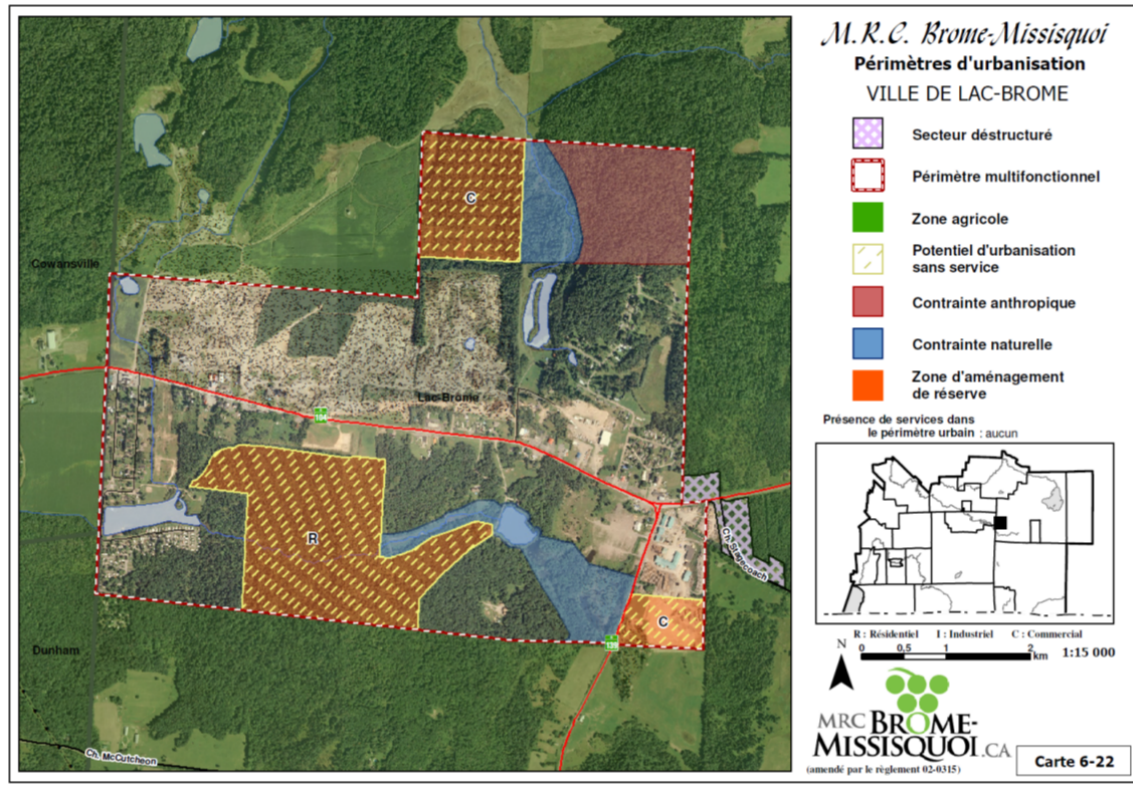 M.R.C. Brome-Missisquoi
Périmètres d'urbanisation
VILLE DE LAC-BROME
Secteur déstructuré
Périmètre multifonctionnel
Zone agricole
Potentiel d'urbanisation
sans service
Contrainte anthropique
Contrainte naturelle
Zone d'aménagement
de réserve
Présence de services dans
le périmètre urbain : aucun
R : Résidentiel I : Industriel C : Commercial
N
0 0,5 1 2
km
1:15 000
MRC BROME-
MISSISQUOI.CA
(amendé par le règlement 02-0315)
Carte 6-22
C
Cowansville
Lac-Brome
104
R
Ch. Stagecoach
C
139
Dunham
Ch. McCutcheon